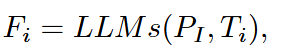 F_i = LLMs(P_I, T_i),